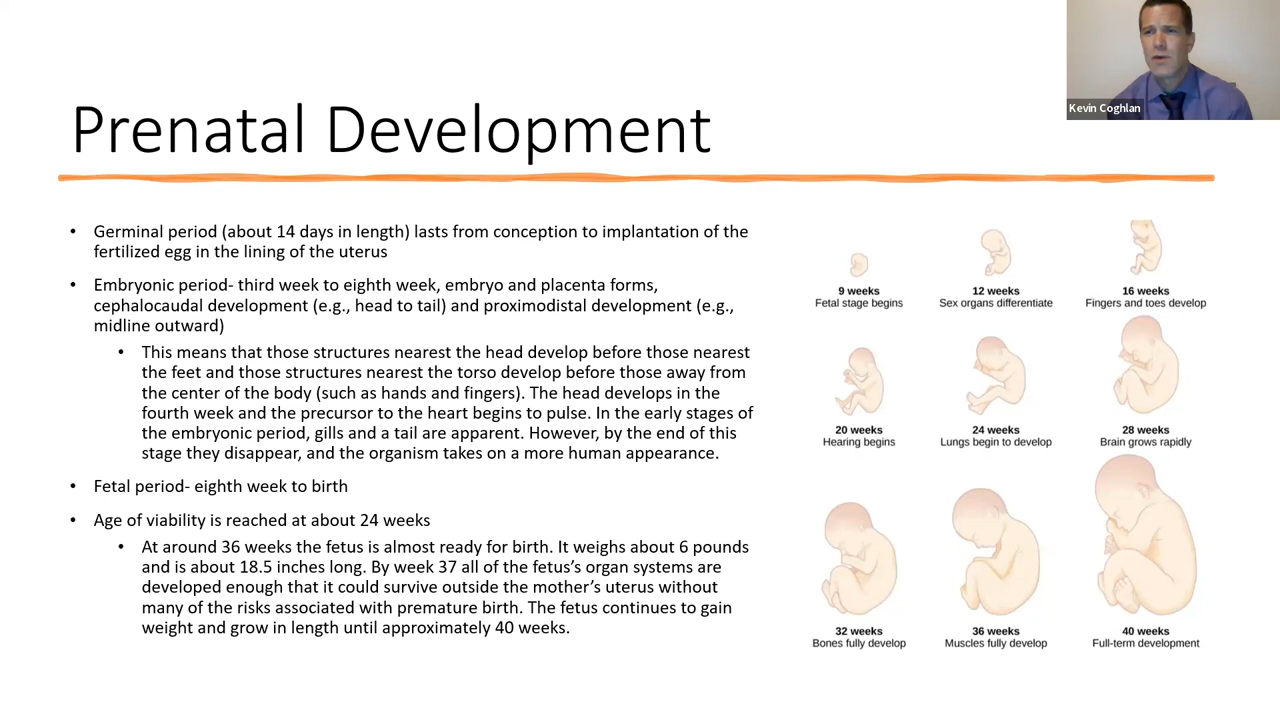 Kevin Coghlan
Prenatal Development
• Germinal period (about 14 days in length) lasts from conception to implantation of the
fertilized egg in the lining of the uterus
• Embryonic period- third week to eighth week, embryo and placenta forms,
cephalocaudal development (e.g., head to tail) and proximodistal development (e.g.,
midline outward)
• This means that those structures nearest the head develop before those nearest
the feet and those structures nearest the torso develop before those away from
the center of the body (such as hands and fingers). The head develops in the
fourth week and the precursor to the heart begins to pulse. In the early stages of
the embryonic period, gills and a tail are apparent. However, by the end of this
stage they disappear, and the organism takes on a more human appearance.
• Fetal period- eighth week to birth
• Age of viability is reached at about 24 weeks
• At around 36 weeks the fetus is almost ready for birth. It weighs about 6 pounds
and is about 18.5 inches long. By week 37 all of the fetus’s organ systems are
developed enough that it could survive outside the mother’s uterus without
many of the risks associated with premature birth. The fetus continues to gain
weight and grow in length until approximately 40 weeks.
9 weeks
Fetal stage begins
12 weeks
Sex organs differentiate
16 weeks
Fingers and toes develop
20 weeks
Hearing begins
24 weeks
Lungs begin to develop
28 weeks
Brain grows rapidly
32 weeks
Bones fully develop
36 weeks
Muscles fully develop
40 weeks
Full-term development